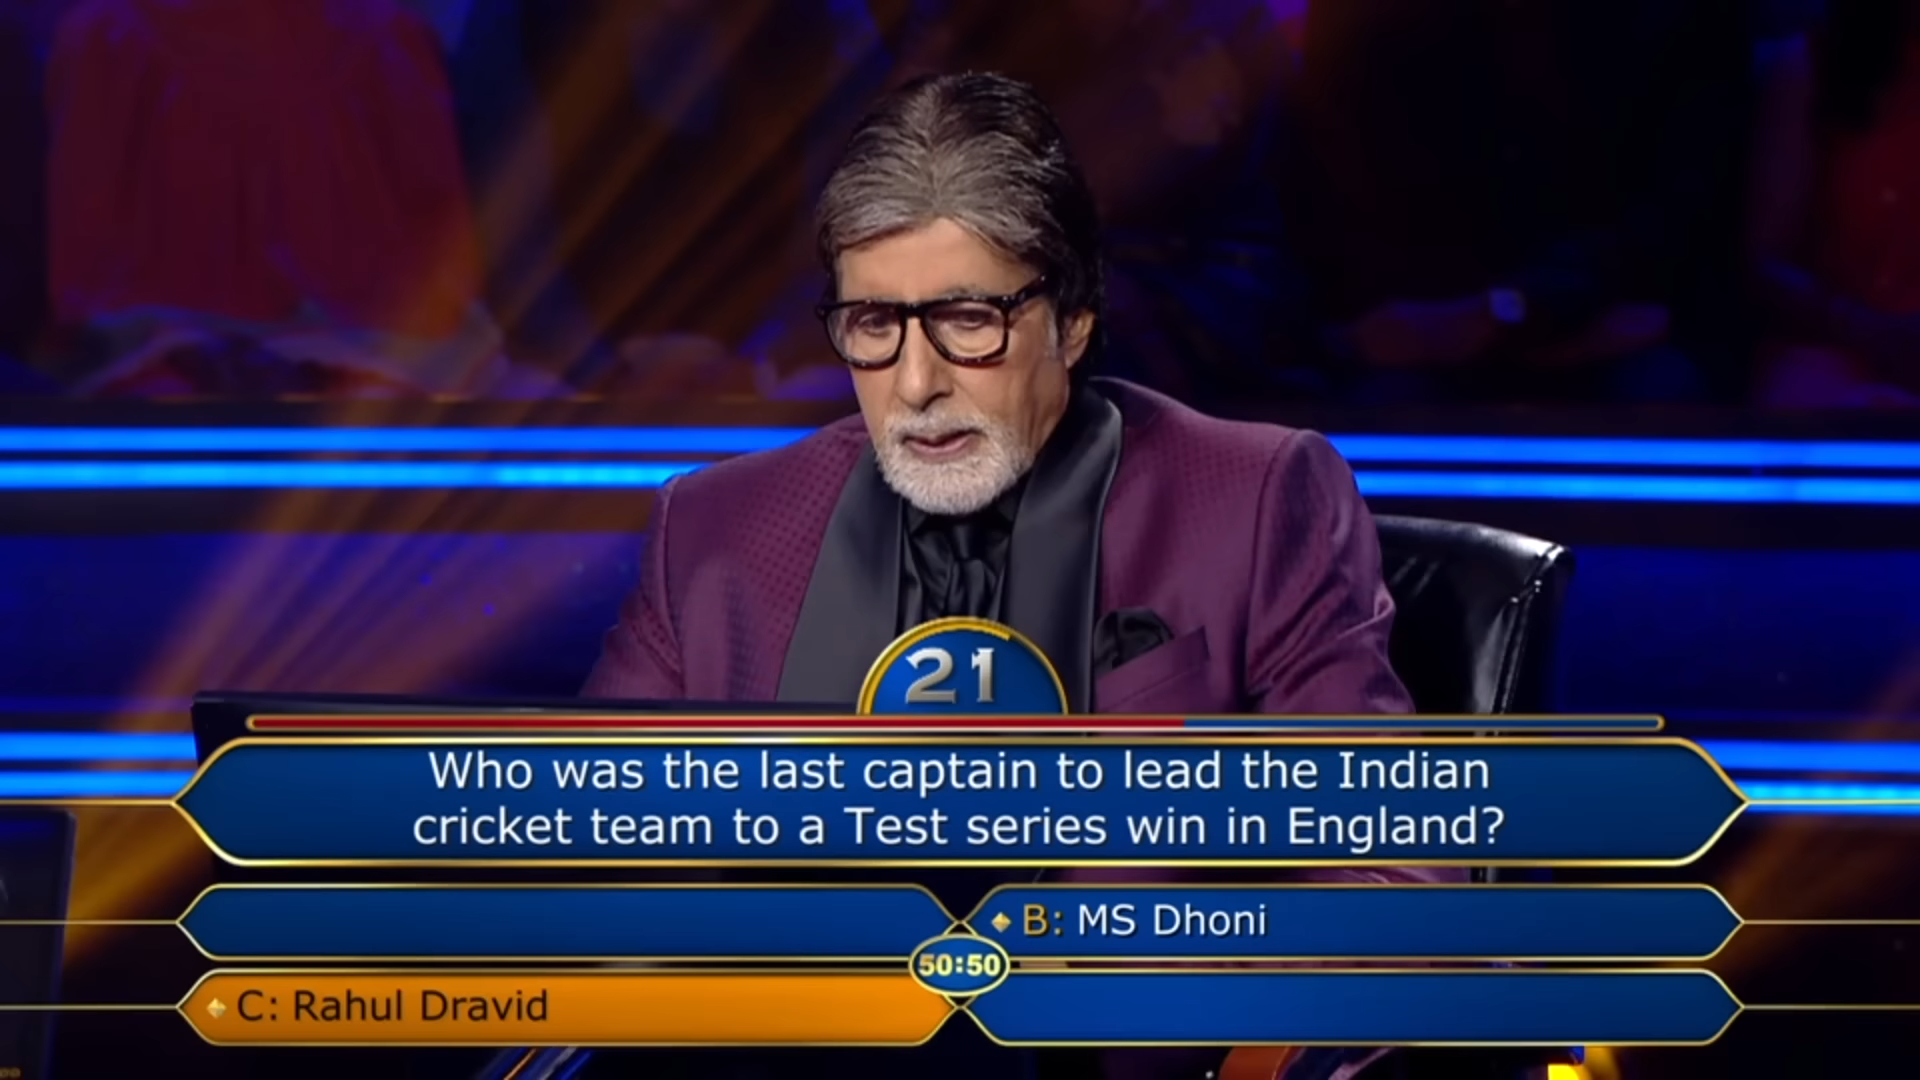 21
Who was the last captain to lead the Indian
cricket team to a Test series win in England?
B: MS Dhoni
50:50
C: Rahul Dravid